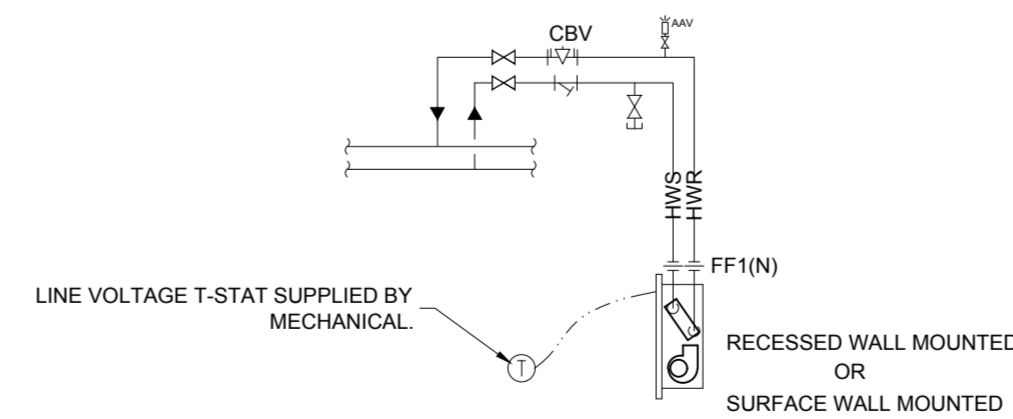 AAV
CBV
HWS
HWR
FF1(N)
LINE VOLTAGE T-STAT SUPPLIED BY
MECHANICAL.
T
RECESSED WALL MOUNTED
OR
SURFACE WALL MOUNTED